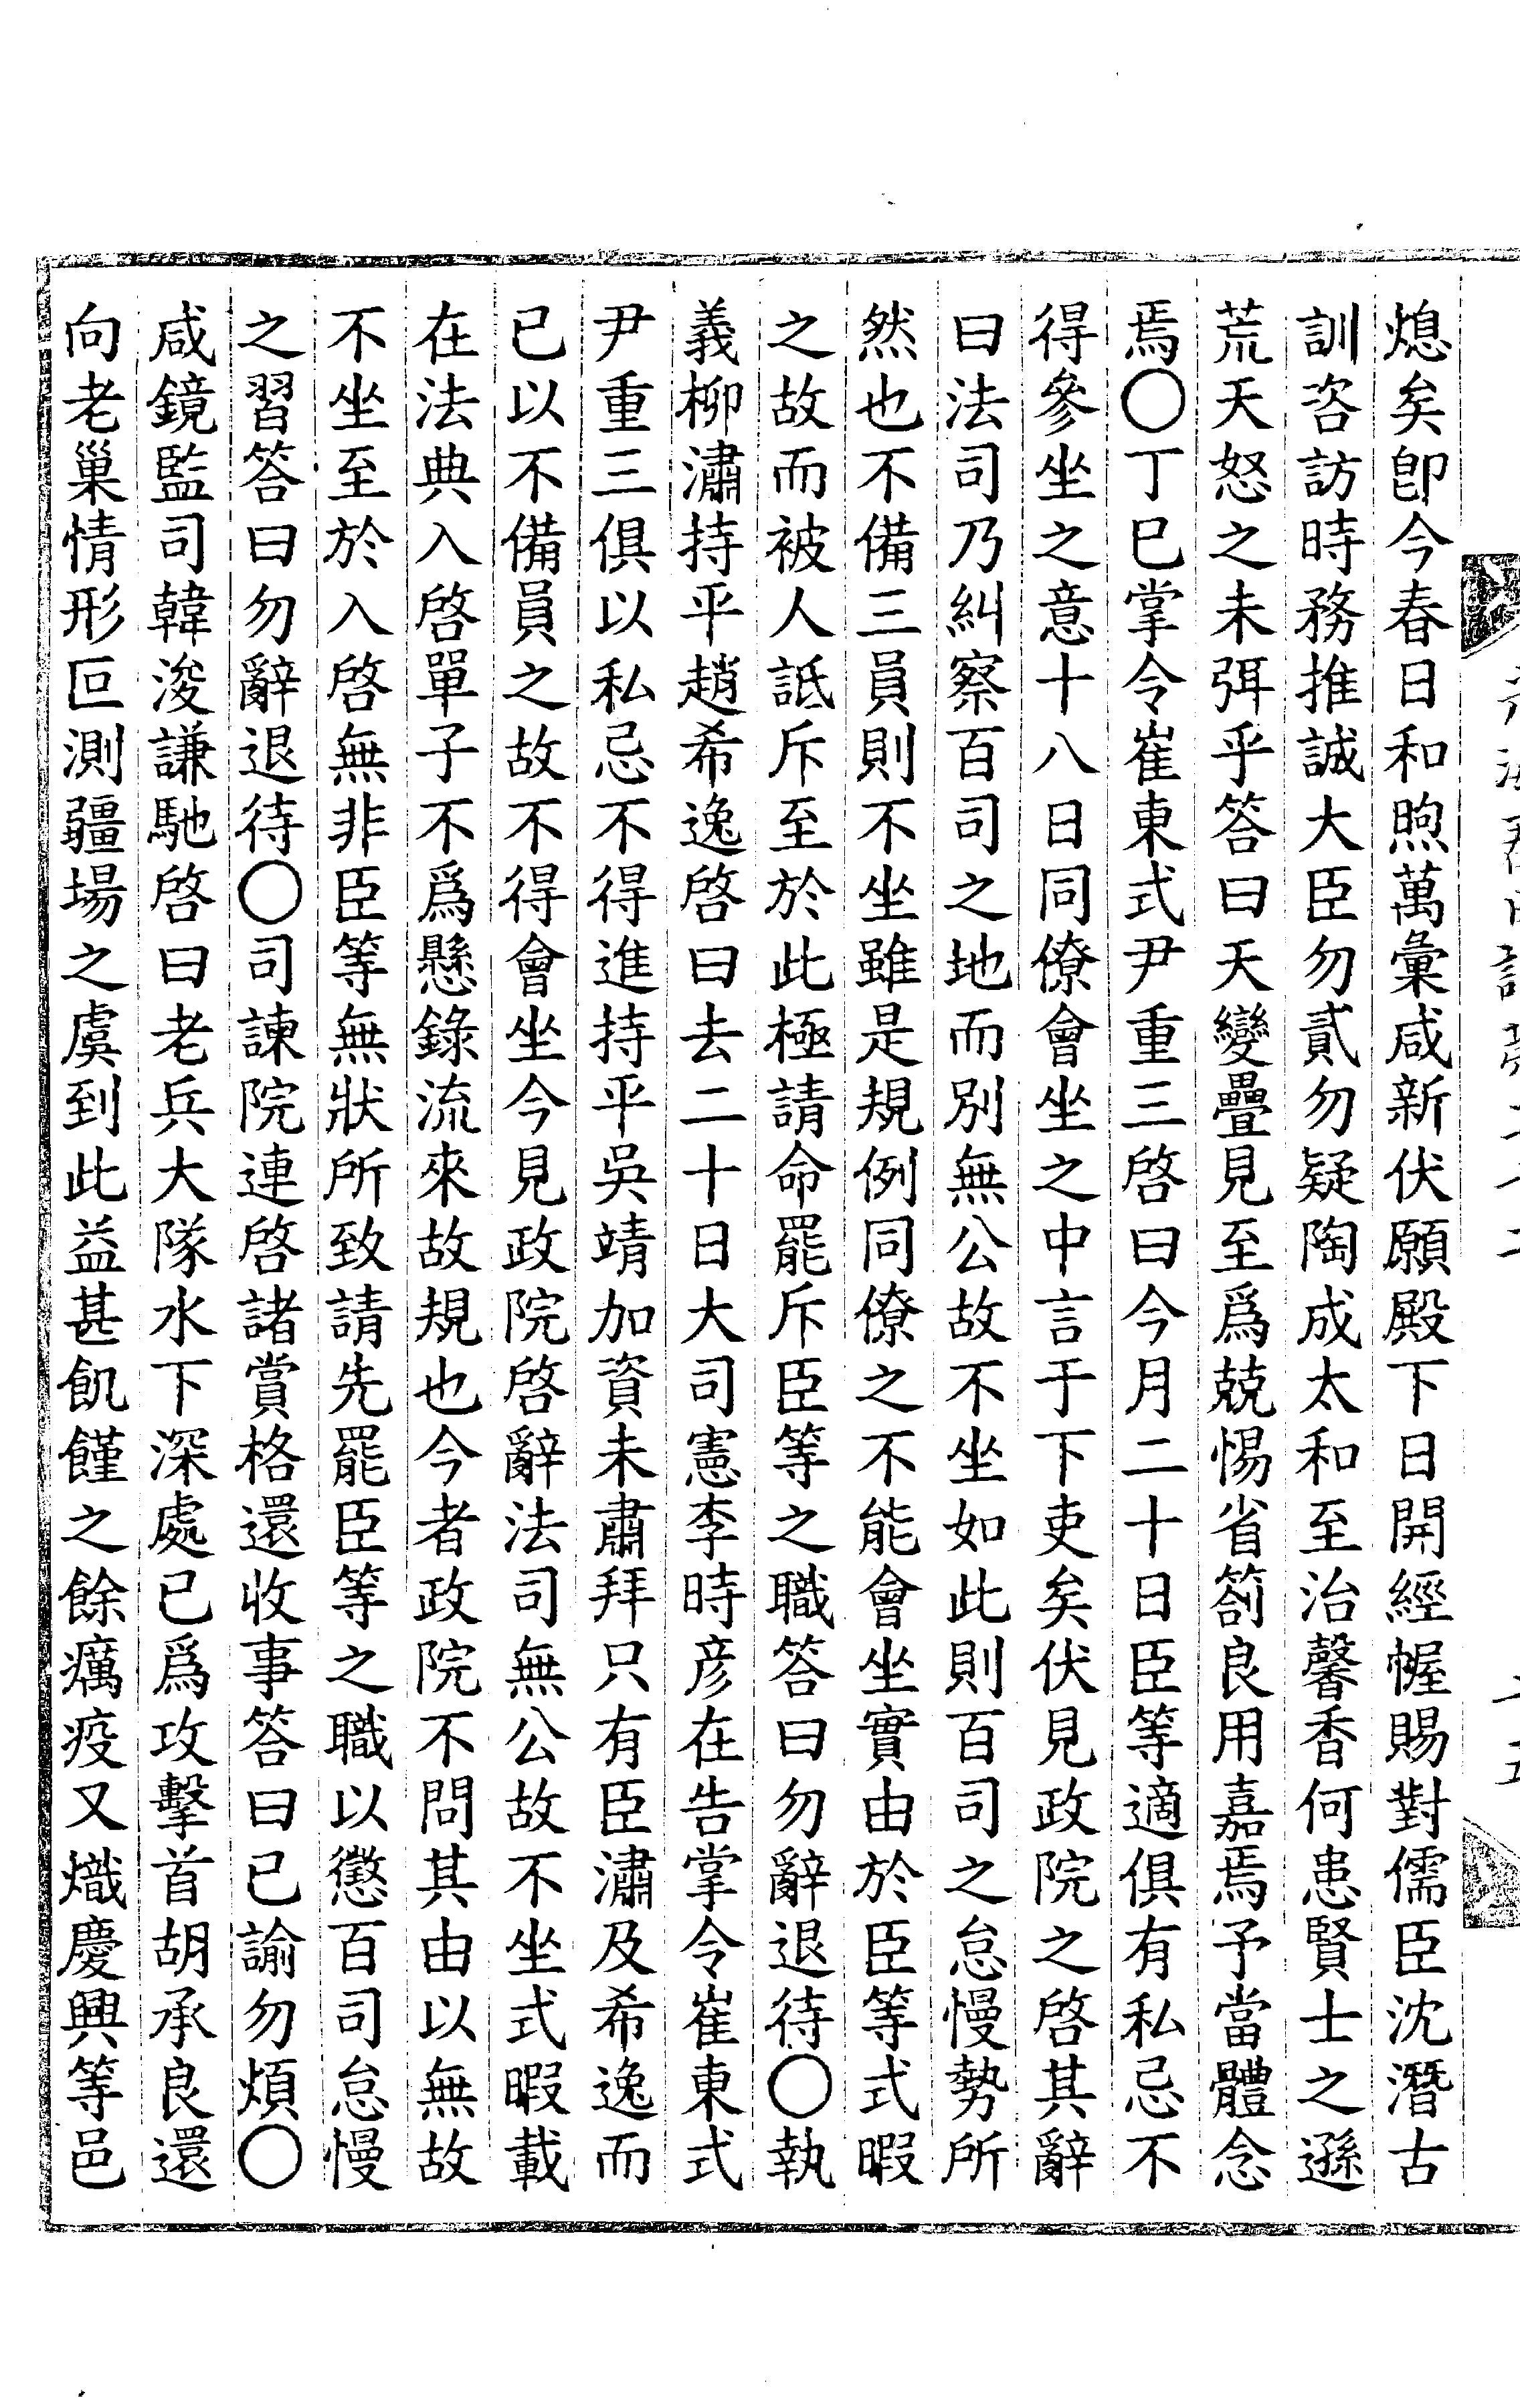 熄矣卽今春日和煦萬彙咸新伏願殿下日開經幄賜對儒臣沈潛古
訓咨訪時務推誠大臣勿貳勿疑陶成太和至治馨香何患賢士之遜
荒天怒之未弭乎答曰天變疊見至爲兢惕省箚良用嘉焉予當體念
焉〇丁巳掌令崔東式尹重三啓曰今月二十日臣等適俱有私忌不
得參坐之意十八日同僚會坐之中言于下吏矣伏見政院之啓其辭
曰法司乃糾察百司之地而別無公故不坐如此則百司之怠慢勢所
然也不備三員則不坐雖是規例同僚之不能會坐實由於臣等式暇
之故而被人詆斥至於此極請命罷斥臣等之職答曰勿辭退待〇執
義柳潚持平趙希逸啓曰去二十日大司憲李時彦在告掌令崔東式
尹重三俱以私忌不得進持平吳靖加資未肅拜只有臣潚及希逸而
已以不備員之故不得會坐今見政院啓辭法司無公故不坐式暇載
在法典入啓單子不爲懸錄流來故規也今者政院不問其由以無故
不坐至於入啓無非臣等無狀所致請先罷臣等之職以懲百司怠慢
之習答曰勿辭退待〇司諫院連啓諸賞格還收事答曰已諭勿煩〇
咸鏡監司韓浚謙馳啓曰老兵大隊水下深處已爲攻擊首胡承良還
向老巢情形叵測疆場之虞到此益甚飢饉之餘癘疫又熾慶興等邑